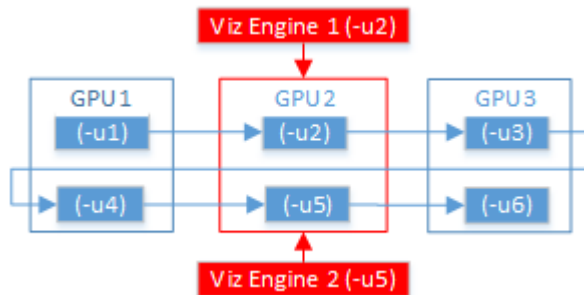 Viz Engine 1 (-u2)
GPU1 GPU2 GPU3
(-u1) (-u2) (-u3)
(-u4) (-u5) (-u6)
Viz Engine 2 (-u5)